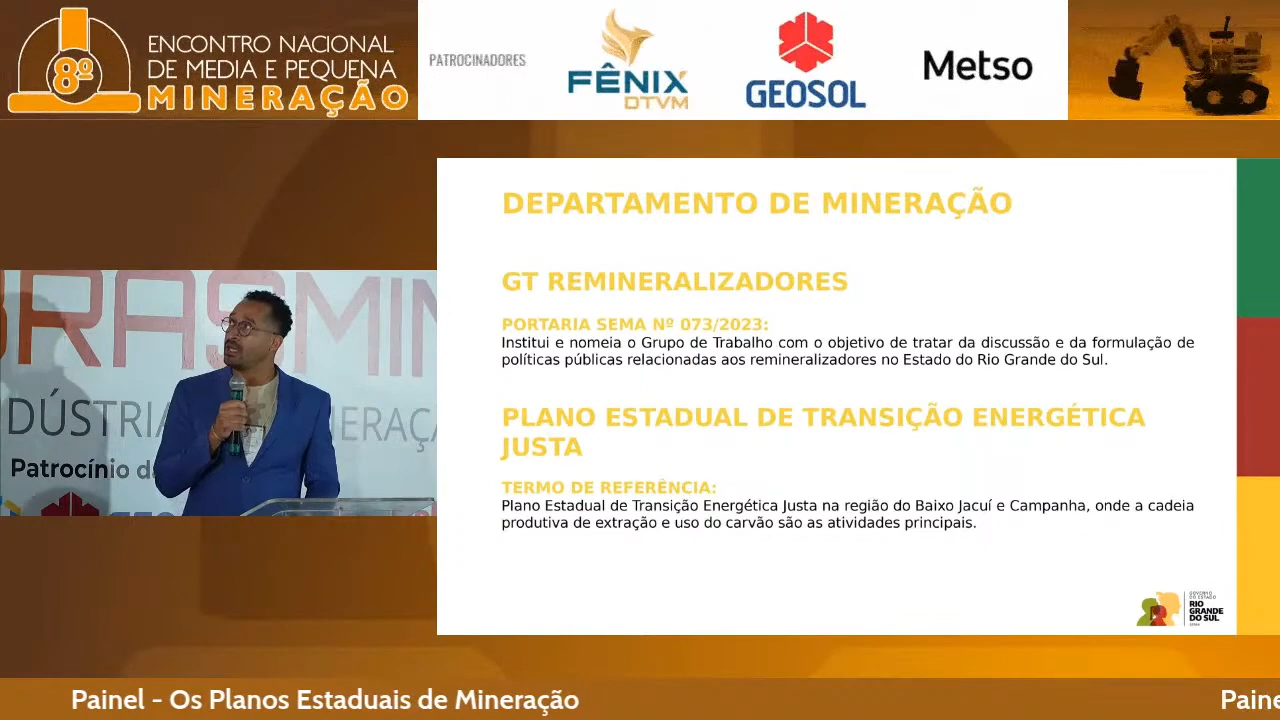 8º
ENCONTRO NACIONAL
DE MEDIA E PEQUENA
MINERAÇÃO
PATROCINADORES
FÊNIX
DTVM
GEOSOL
Metso
DEPARTAMENTO DE MINERAÇÃO
GT REMINERALIZADORES
PORTARIA SEMA Nº 073/2023:
Institui e nomeia o Grupo de Trabalho com o objetivo de tratar da discussão e da formulação de
políticas públicas relacionadas aos remineralizadores no Estado do Rio Grande do Sul.
PLANO ESTADUAL DE TRANSIÇÃO ENERGÉTICA
JUSTA
TERMO DE REFERÊNCIA:
Plano Estadual de Transição Energética Justa na região do Baixo Jacuí e Campanha, onde a cadeia
produtiva de extração e uso do carvão são as atividades principais.
GOVERNO
DO ESTADO
RIO
GRANDE
DO SUL
SEMA
BRASMIN
DÚSTRIA
ERAÇ
Patrocínio d
Painel - Os Planos Estaduais de Mineração
Paine